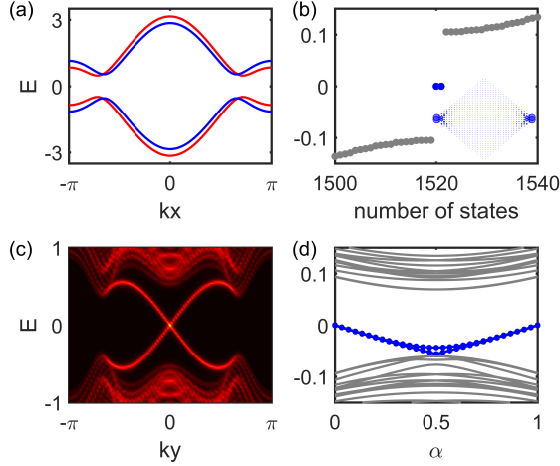 (a) (b)
3 0.1
E 0 0
-3 -0.1
-π 0 π 1500 1520 1540
kx number of states
(c) (d)
1 0.1
E 0 0
-1 -0.1
-π 0 π 0 0.5 1
ky α